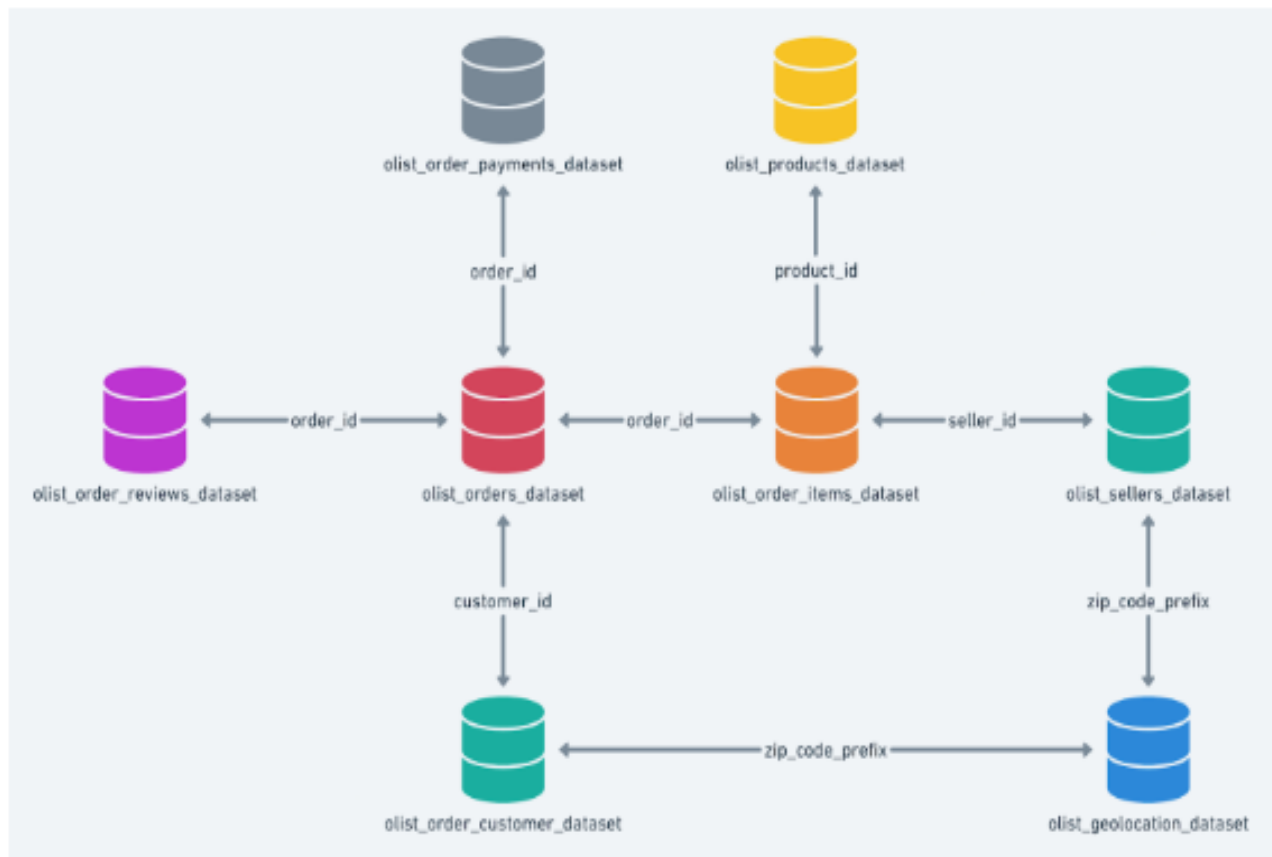 olist_order_payments_dataset
olist_products_dataset
order_id
product_id
order_id
order_id
seller_id
olist_order_reviews_dataset
olist_orders_dataset
olist_order_items_dataset
olist_sellers_dataset
customer_id
zip_code_prefix
zip_code_prefix
olist_order_customer_dataset
olist_geolocation_dataset